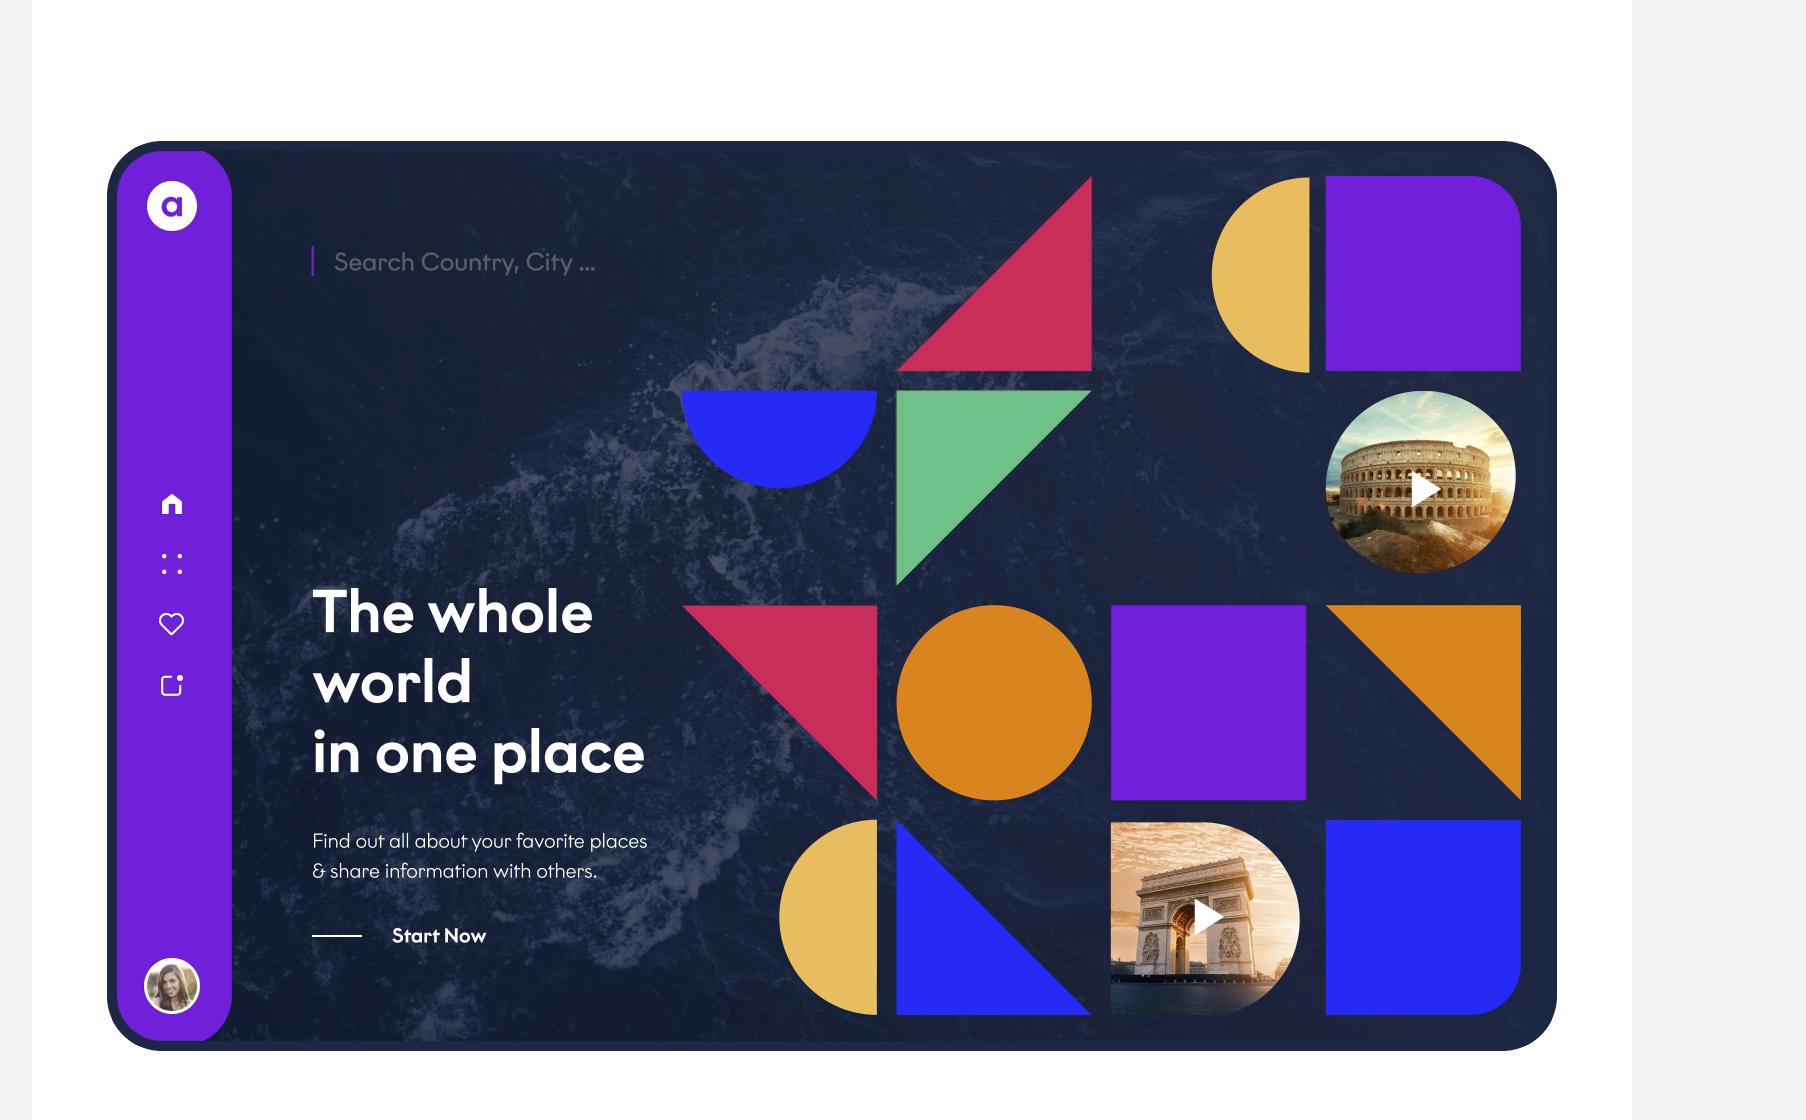 a
Search Country, City ...
The whole
world
in one place
Find out all about your favorite places
& share information with others.
Start Now